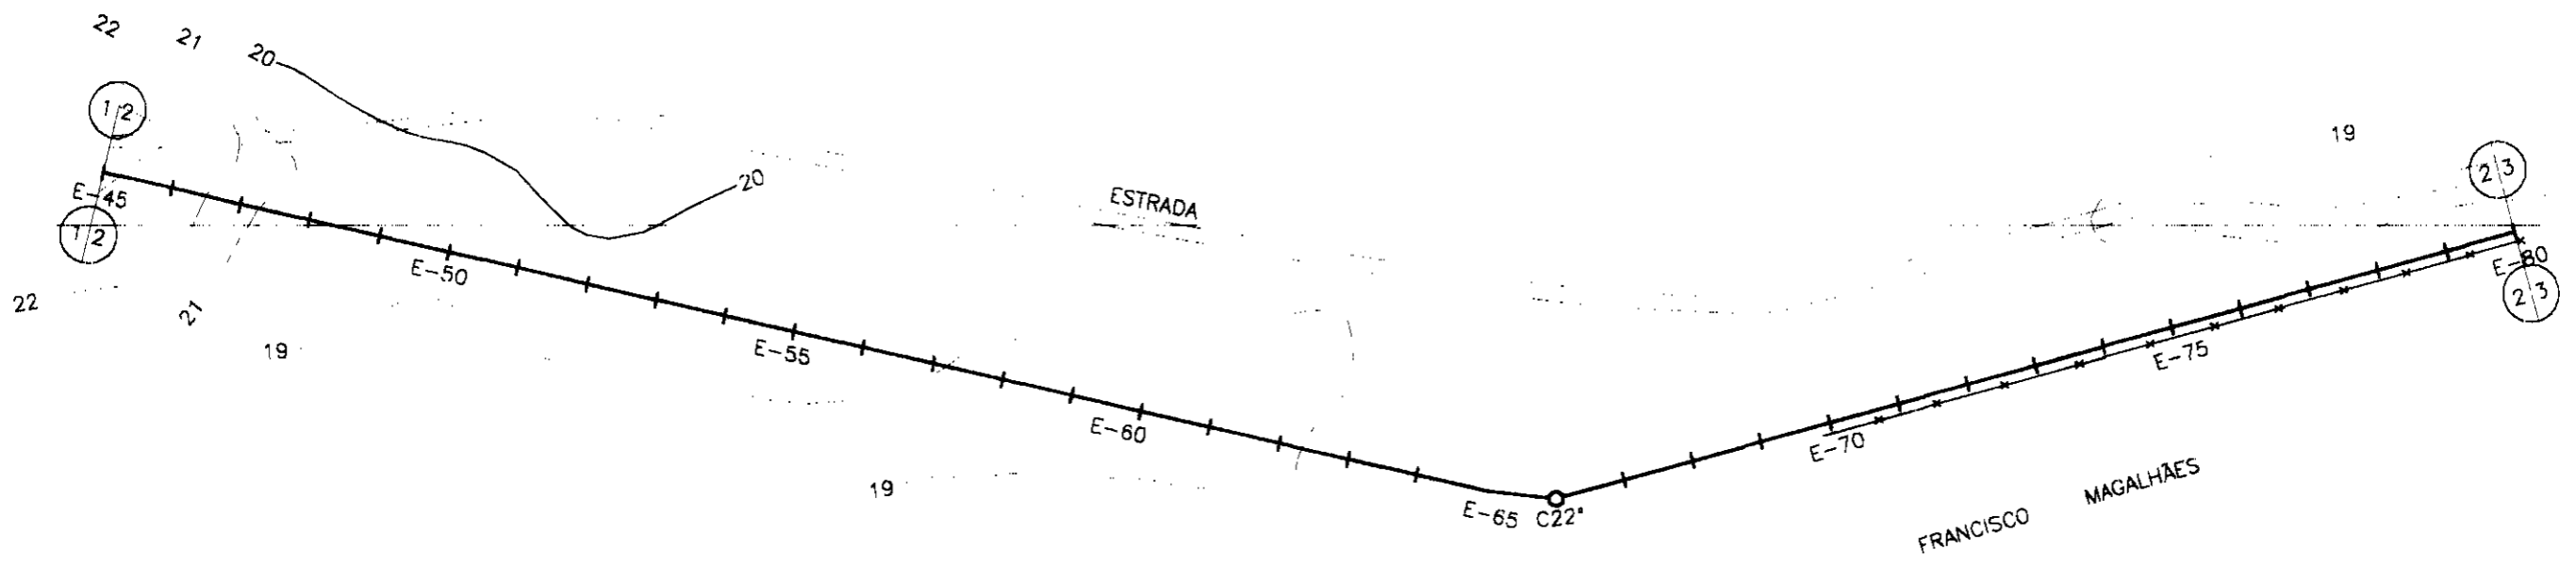 22
21
20
1 2
E-45
1 2
22
21
19
20
E-50
E-55
ESTRADA
E-60
19
E-65
C22°
E-70
E-75
19
2 3
E-80
2 3
FRANCISCO MAGALHÃES